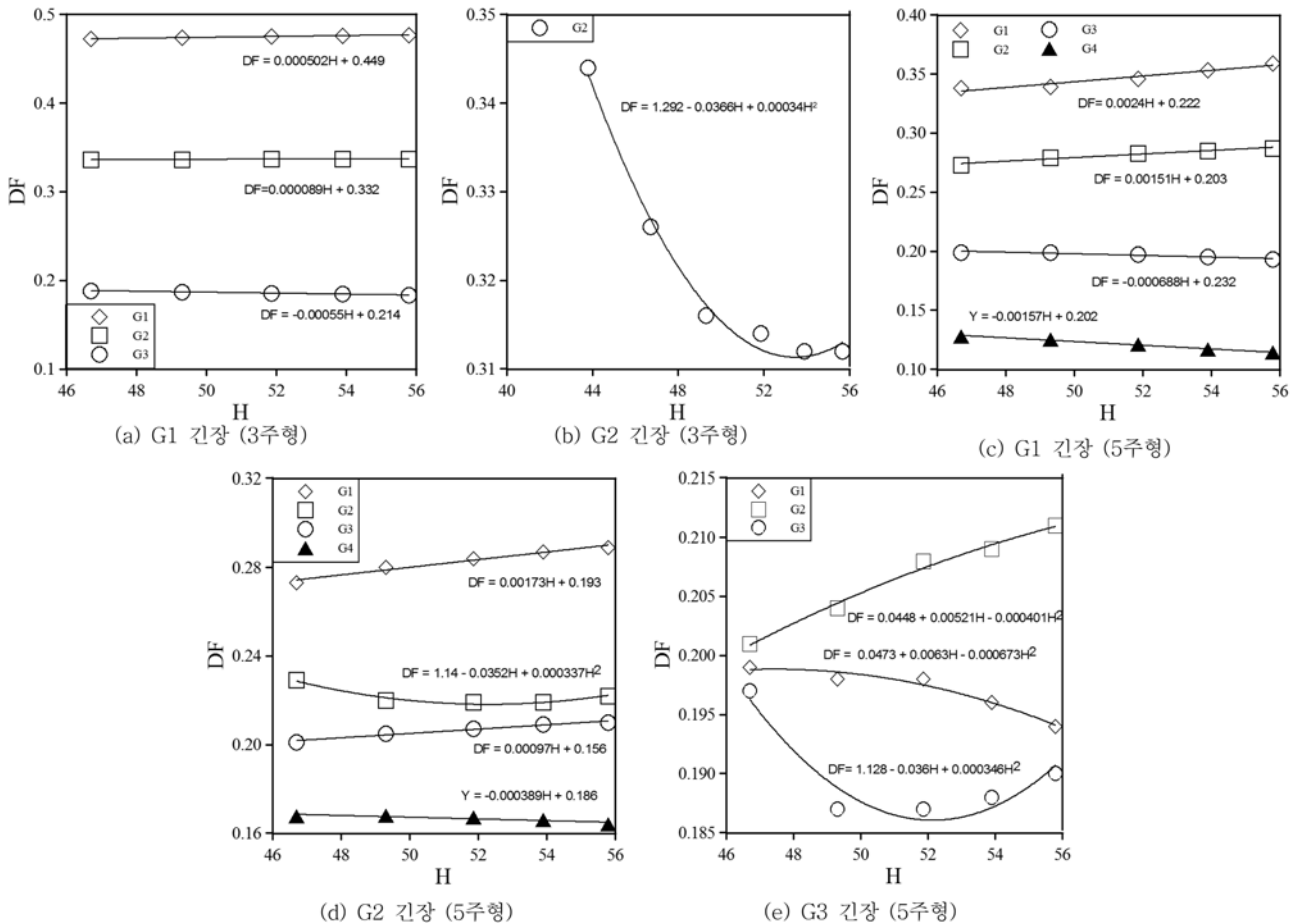 0.5
0.4
0.3
0.2
0.1
DF
DF = 0.000502H + 0.449
DF=0.000089H + 0.332
DF = -0.00055H + 0.214
G1
G2
G3
46 48 50 52 54 56
H
(a) G1 긴장 (3주형)
0.35
0.34
0.33
0.32
0.31
DF
G2
DF = 1.292 - 0.0366H + 0.00034H²
40 44 48 52 56
H
(b) G2 긴장 (3주형)
0.40
0.35
0.30
0.25
0.20
0.15
0.10
DF
G1 G3
G2 G4
DF= 0.0024H + 0.222
DF = 0.00151H + 0.203
DF = -0.000688H + 0.232
Y = -0.00157H + 0.202
46 48 50 52 54 56
H
(c) G1 긴장 (5주형)
0.32
0.28
0.24
0.20
0.16
DF
G1
G2
G3
G4
DF = 0.00173H + 0.193
DF = 1.14 - 0.0352H + 0.000337H²
DF = 0.00097H + 0.156
Y = -0.000389H + 0.186
46 48 50 52 54 56
H
(d) G2 긴장 (5주형)
0.215
0.210
0.205
0.200
0.195
0.190
0.185
DF
G1
G2
G3
DF = 0.0448 + 0.00521H - 0.000401H²
DF = 0.0473 + 0.0063H - 0.000673H²
DF= 1.128 - 0.036H + 0.000346H²
46 48 50 52 54 56
H
(e) G3 긴장 (5주형)